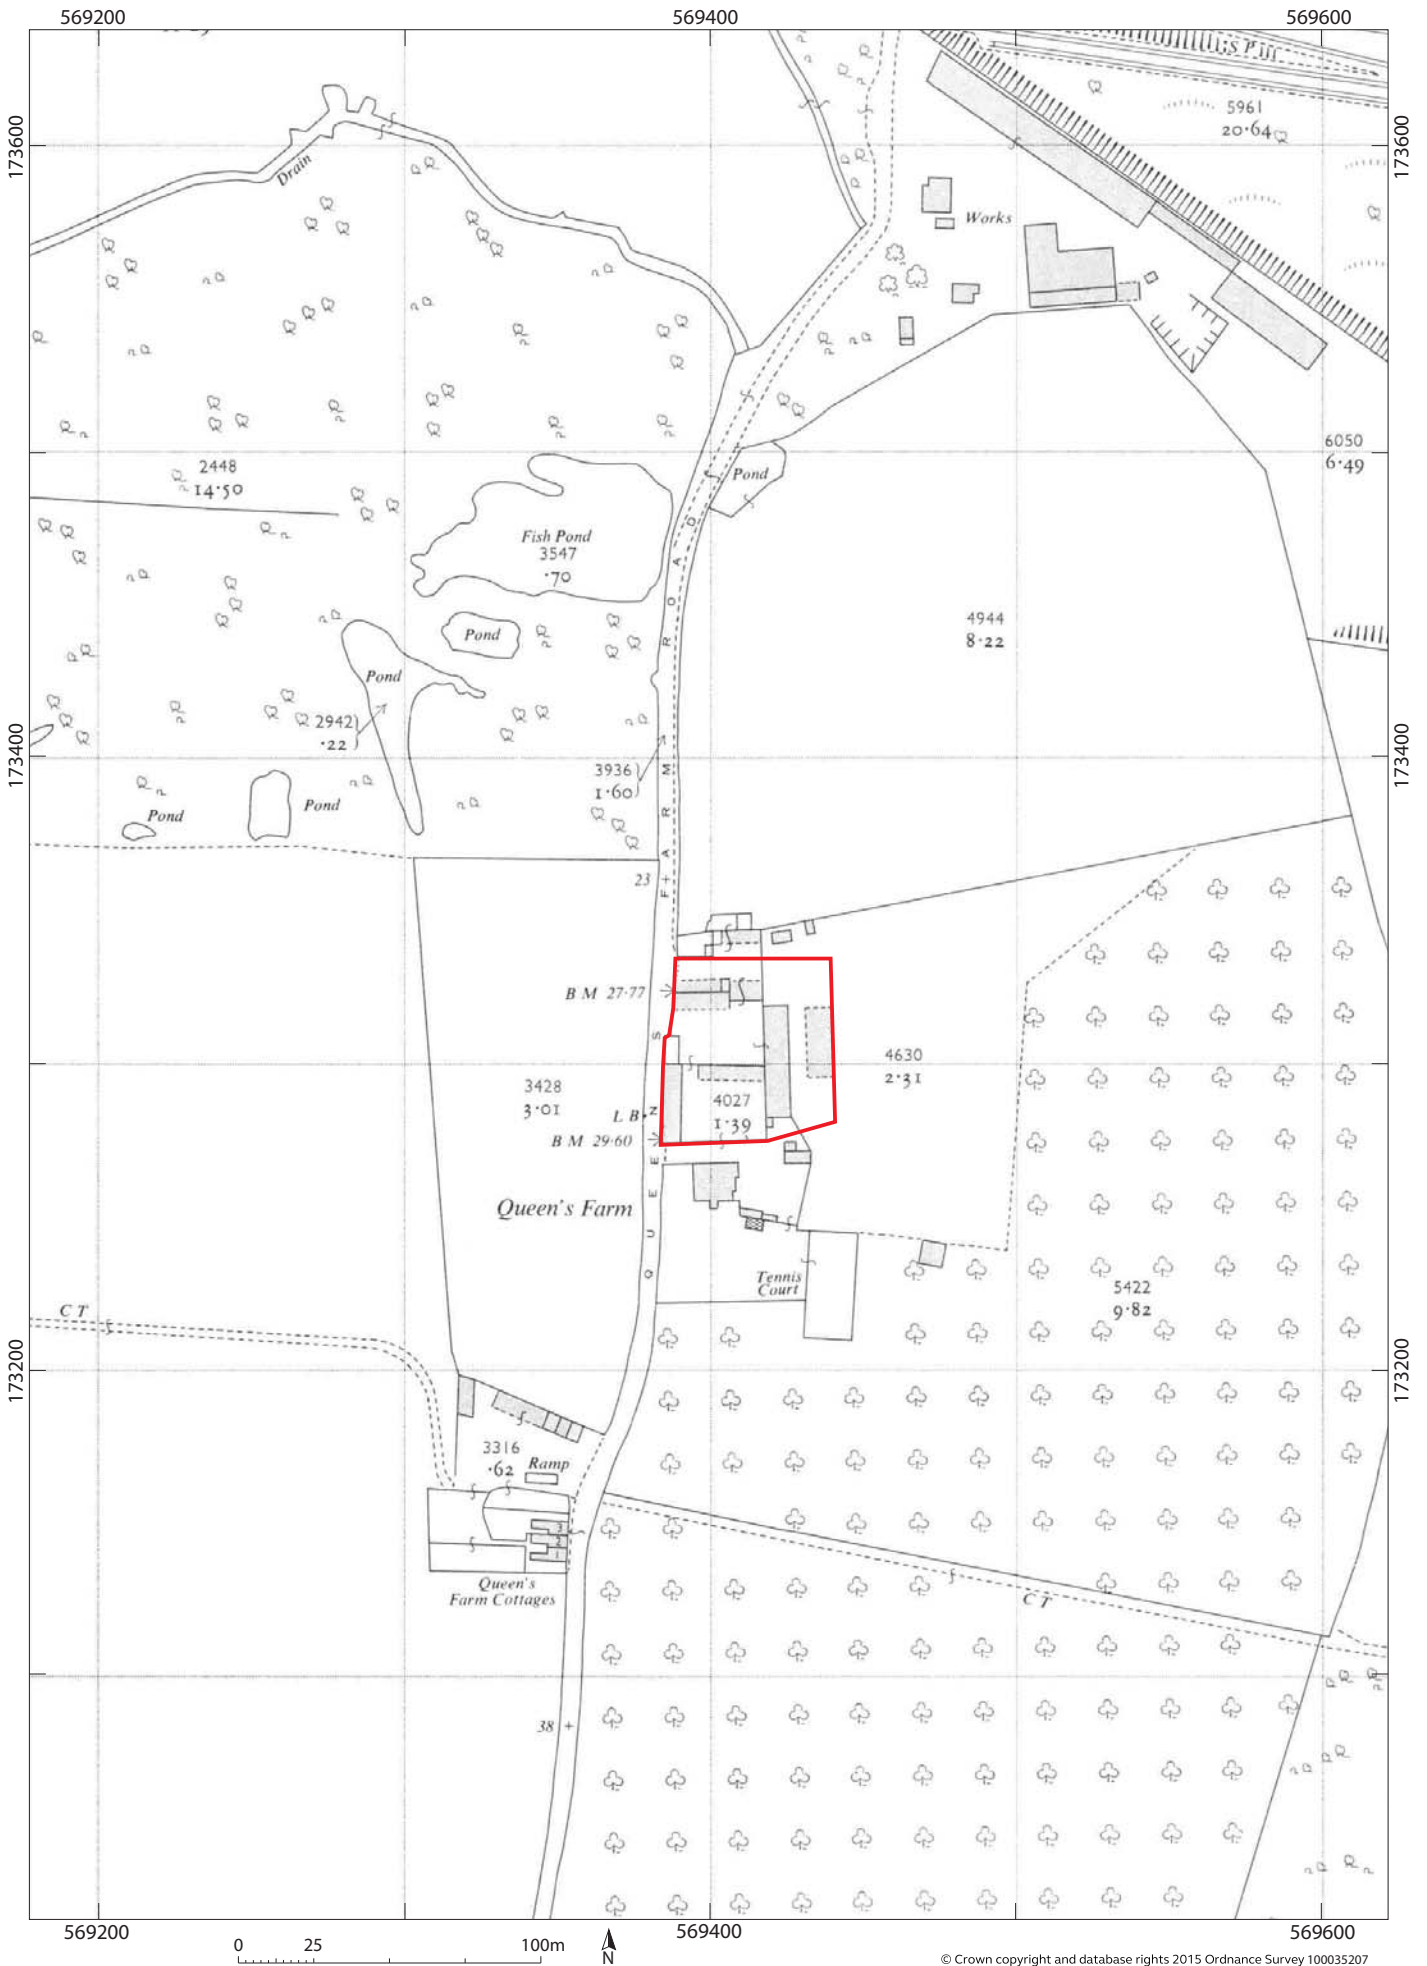 569200
569400
569600
173600
173600
S P
5961
20·64
Drain
Works
6050
6·49
2448
14·50
Pond
Fish Pond
3547
·70
4944
8·22
Pond
Pond
2942
·22
173400
173400
3936
1·60
Pond
Pond
23
QUEENS FARM ROAD
B M 27·77
4630
2·31
3428
3·01
L B
4027
1·39
B M 29·60
Queen's Farm
Tennis
Court
5422
9·82
C T
173200
173200
3316
·62
Ramp
3
2
Queen's
Farm Cottages
C T
38
569200
569400
569600
0 25 100m
N
© Crown copyright and database rights 2015 Ordnance Survey 100035207